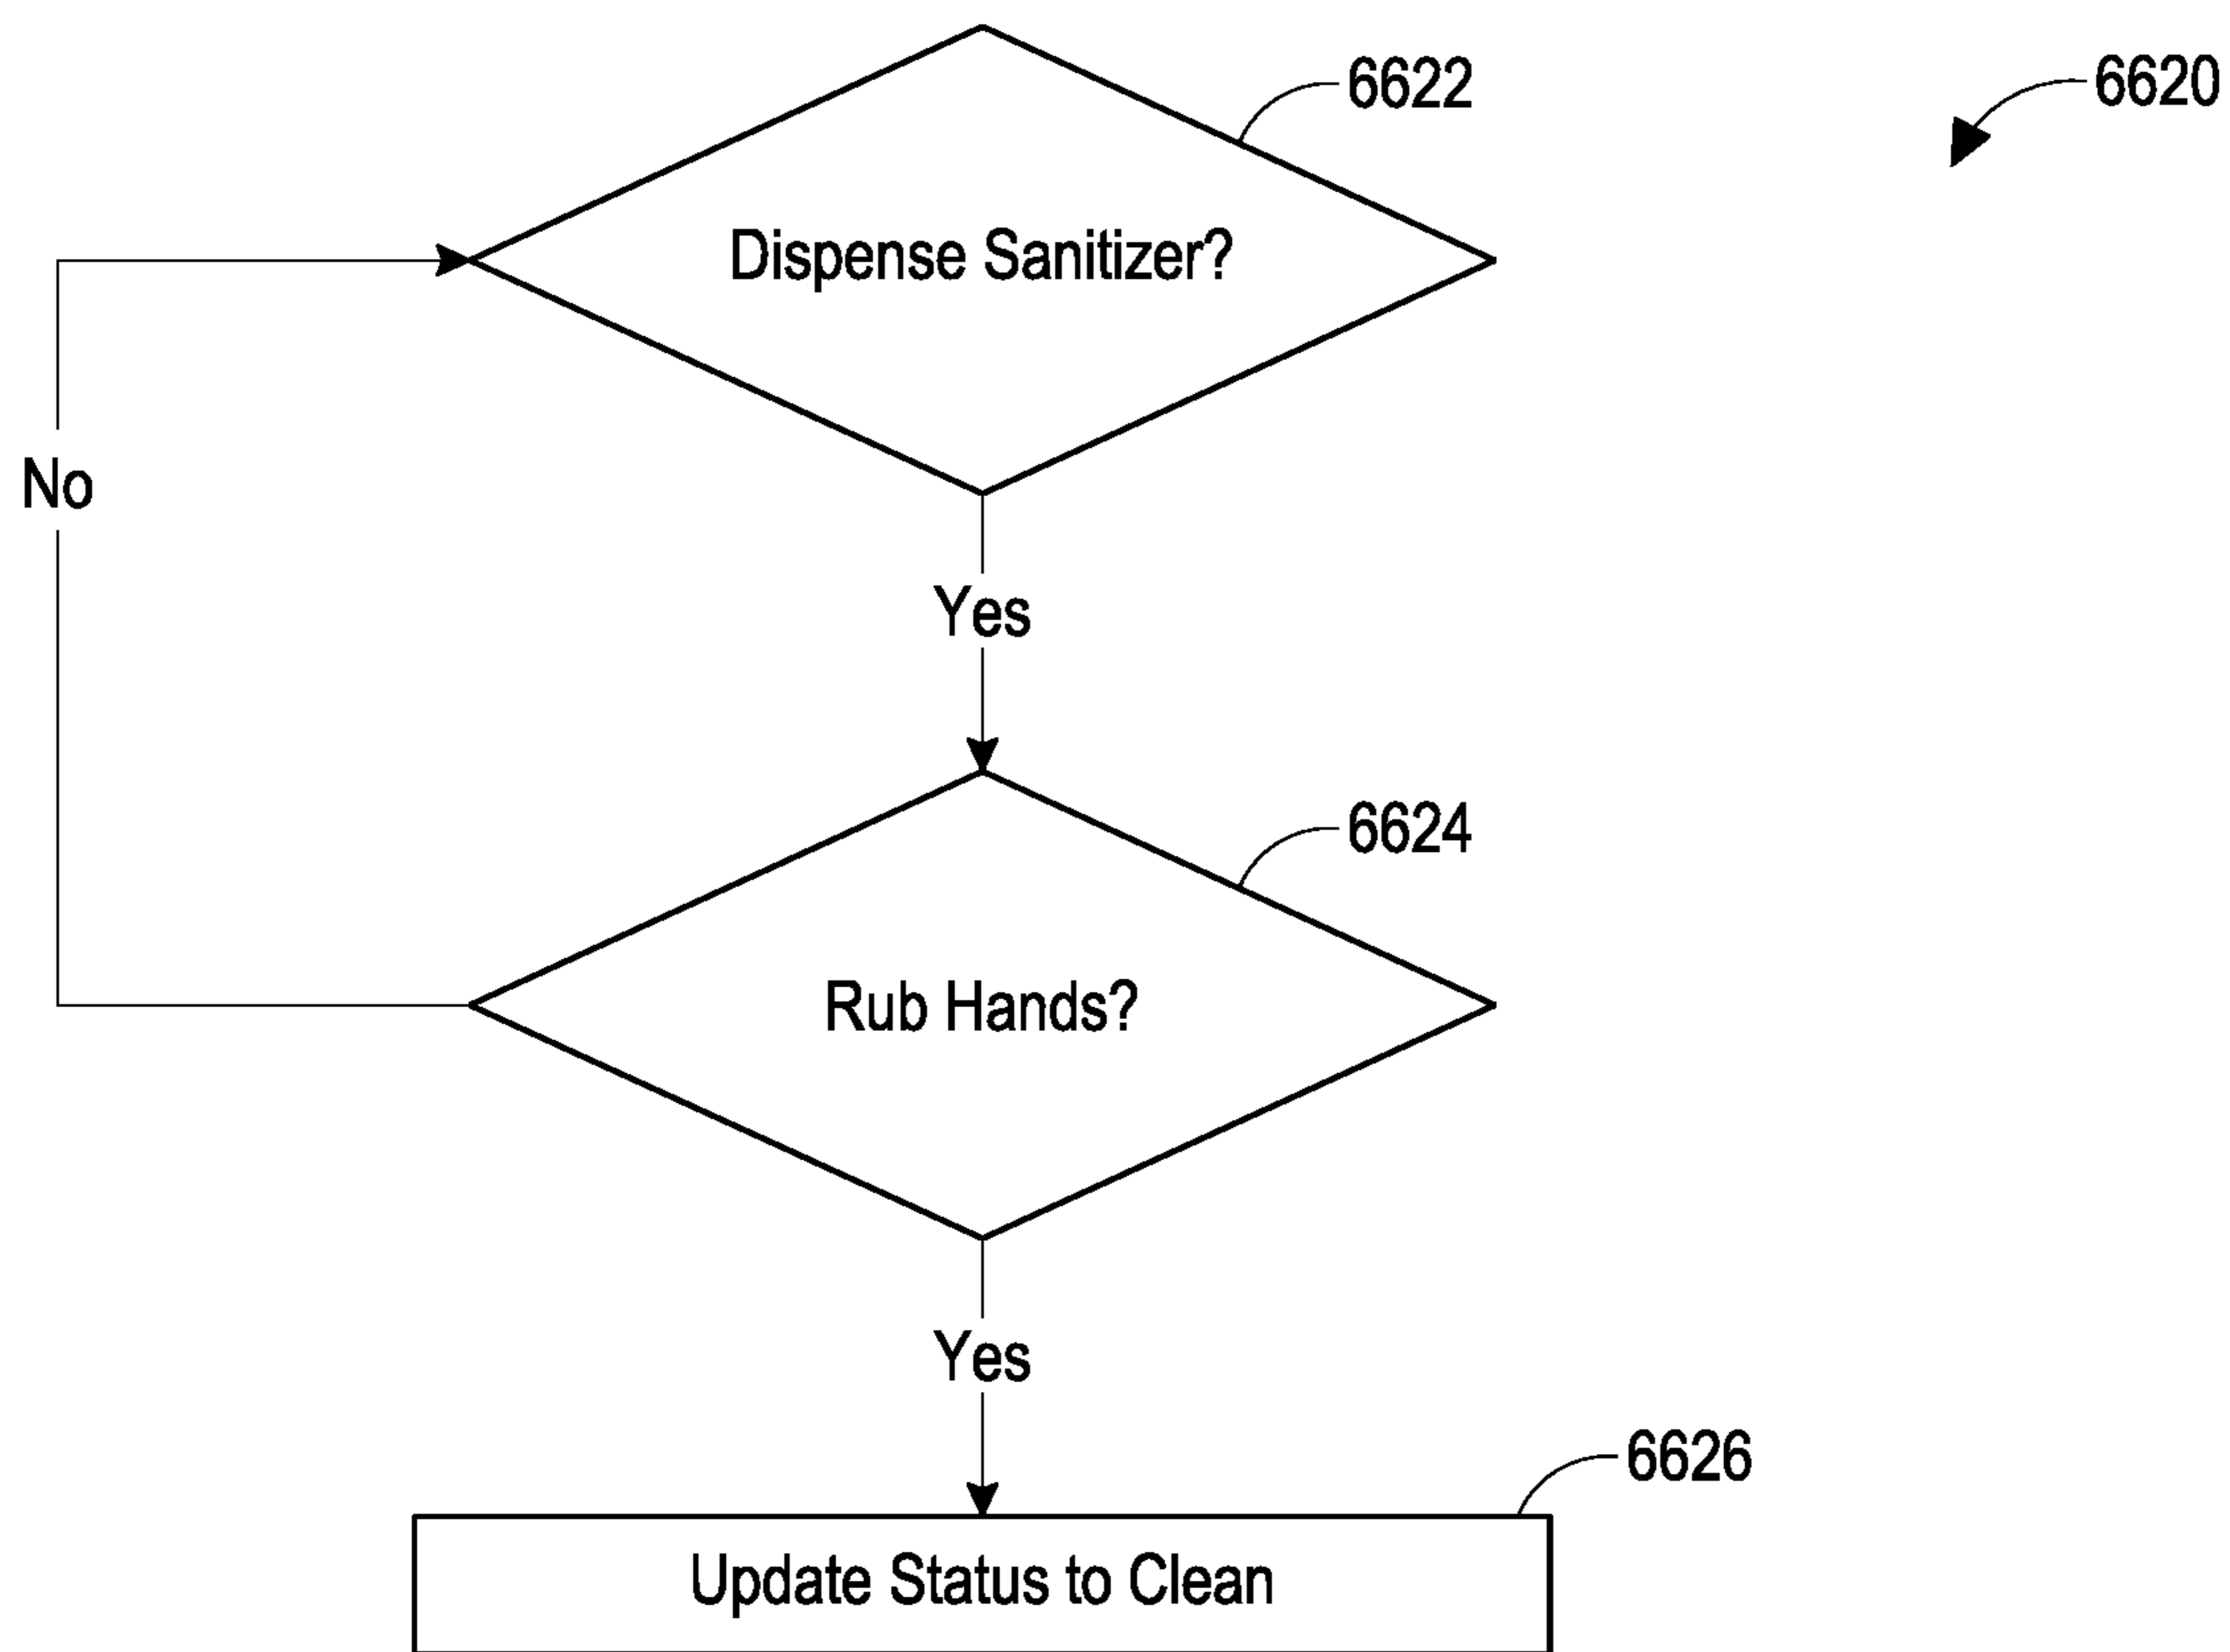 6622
6620
Dispense Sanitizer?
No
Yes
6624
Rub Hands?
Yes
6626
Update Status to Clean